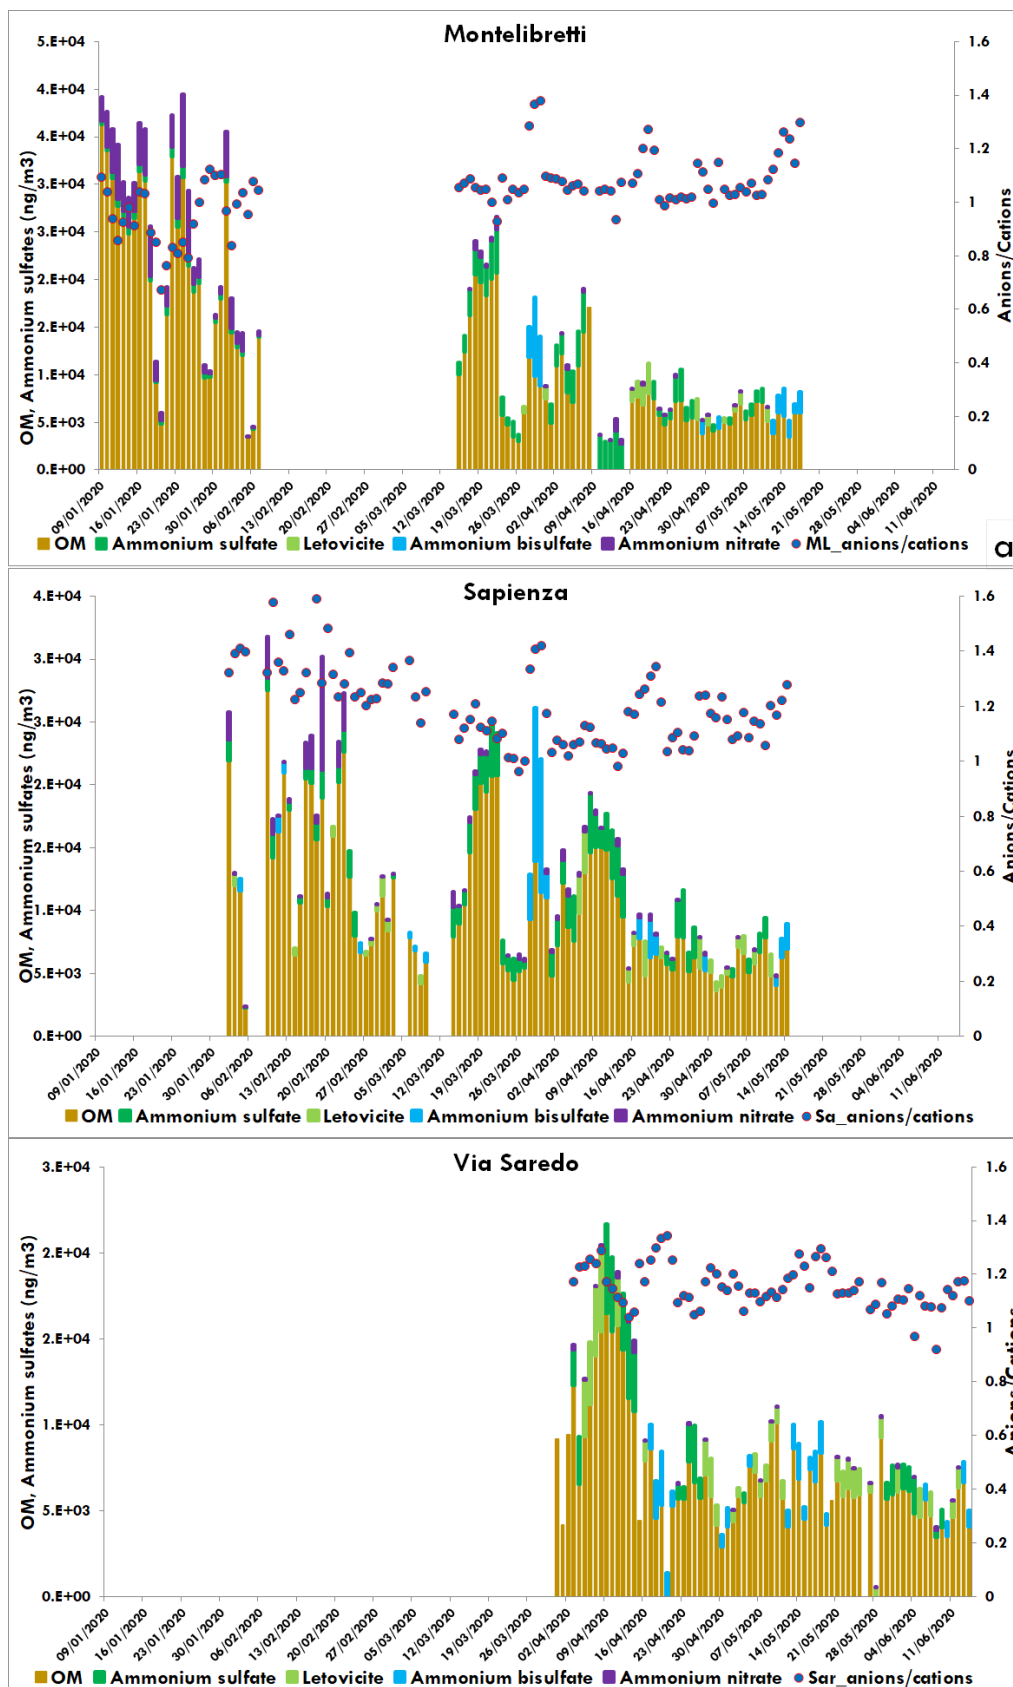 Montelibretti
OM, Ammonium sulfates (ng/m3)
5.E+04
4.E+04
4.E+04
3.E+04
3.E+04
2.E+04
2.E+04
1.E+04
5.E+03
0.E+00
1.6
1.4
1.2
1
0.8
0.6
0.4
0.2
0
Anions/Cations
09/01/2020
16/01/2020
23/01/2020
30/01/2020
06/02/2020
13/02/2020
20/02/2020
27/02/2020
05/03/2020
12/03/2020
19/03/2020
26/03/2020
02/04/2020
09/04/2020
16/04/2020
23/04/2020
30/04/2020
07/05/2020
14/05/2020
21/05/2020
28/05/2020
04/06/2020
11/06/2020
OM Ammonium sulfate Letovicite Ammonium bisulfate Ammonium nitrate ML_anions/cations
a
Sapienza
OM, Ammonium sulfates (ng/m3)
4.E+04
3.E+04
3.E+04
2.E+04
2.E+04
1.E+04
5.E+03
0.E+00
1.6
1.4
1.2
1
0.8
0.6
0.4
0.2
0
Anions/Cations
09/01/2020
16/01/2020
23/01/2020
30/01/2020
06/02/2020
13/02/2020
20/02/2020
27/02/2020
05/03/2020
12/03/2020
19/03/2020
26/03/2020
02/04/2020
09/04/2020
16/04/2020
23/04/2020
30/04/2020
07/05/2020
14/05/2020
21/05/2020
28/05/2020
04/06/2020
11/06/2020
OM Ammonium sulfate Letovicite Ammonium bisulfate Ammonium nitrate Sa_anions/cations
Via Saredo
OM, Ammonium sulfates (ng/m3)
3.E+04
2.E+04
2.E+04
1.E+04
5.E+03
0.E+00
1.6
1.4
1.2
1
0.8
0.6
0.4
0.2
0
Anions/Cations
09/01/2020
16/01/2020
23/01/2020
30/01/2020
06/02/2020
13/02/2020
20/02/2020
27/02/2020
05/03/2020
12/03/2020
19/03/2020
26/03/2020
02/04/2020
09/04/2020
16/04/2020
23/04/2020
30/04/2020
07/05/2020
14/05/2020
21/05/2020
28/05/2020
04/06/2020
11/06/2020
OM Ammonium sulfate Letovicite Ammonium bisulfate Ammonium nitrate Sar_anions/cations